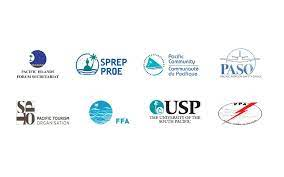 PACIFIC ISLANDS
FORUM SECRETARIAT
SPREP
PROE
Pacific
Community
Communauté
du Pacifique
PASO
PACIFIC TOURISM
ORGANISATION
FFA
USP
THE UNIVERSITY OF THE
SOUTH PACIFIC
PPA